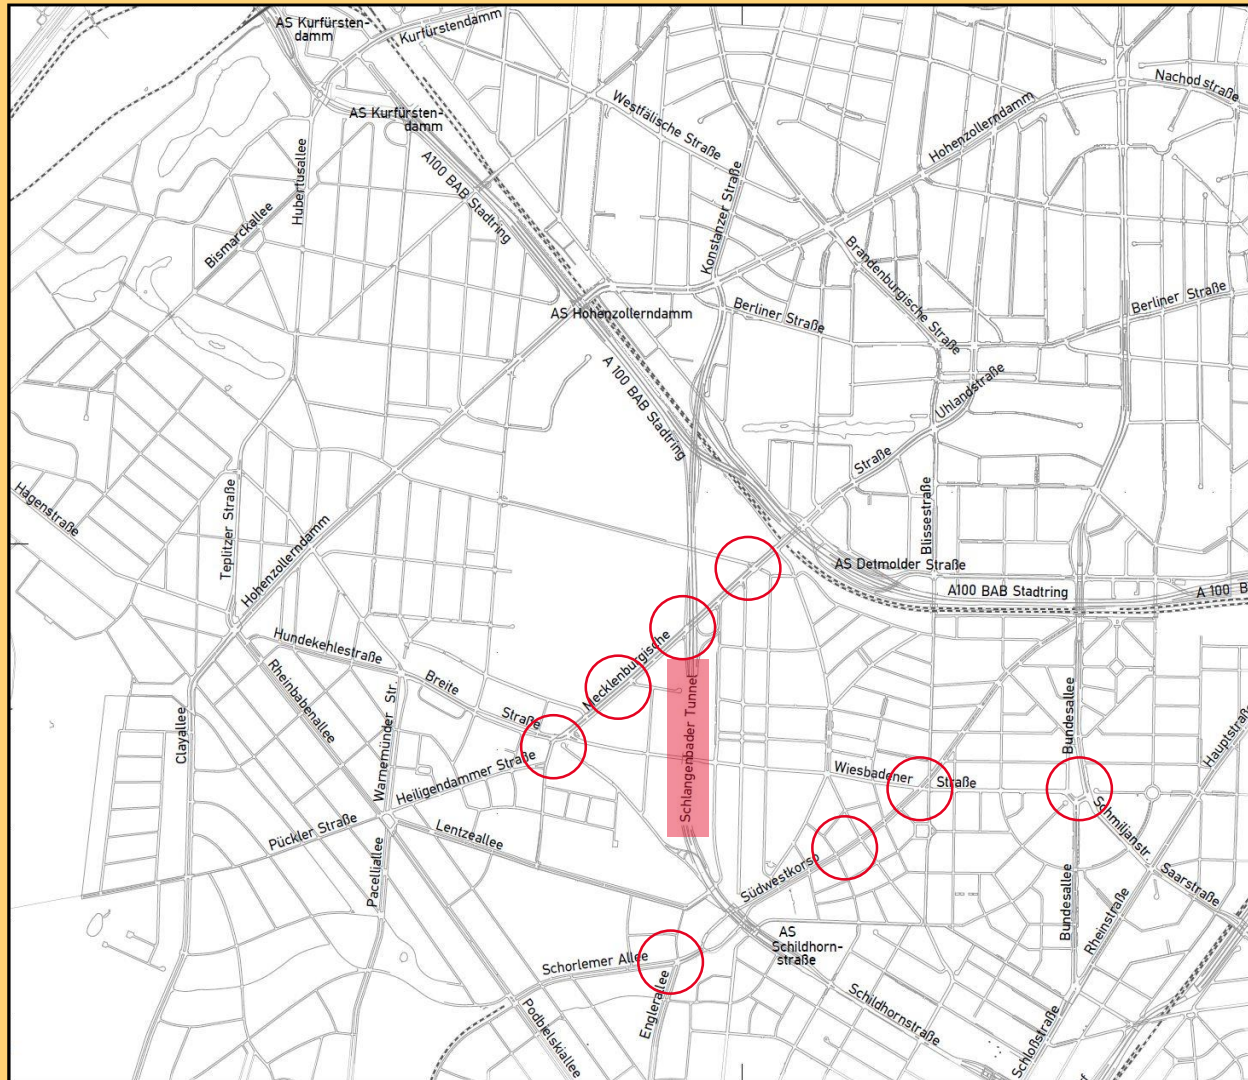 AS Kurfürsten-
damm
Kurfürstendamm
Nachodstraße
AS Kurfürsten-
damm
Westfälische Straße
Hohenzollerndamm
Hubertusallee
A100 BAB Stadtring
Konstanzer Straße
Bismarckallee
Brandenburgische Straße
AS Hohenzollerndamm
Berliner Straße
Berliner Straße
A 100 BAB Stadtring
Uhlandstraße
Straße
Hagenstraße
Teplitzer Straße
Blissestraße
Hohenzollerndamm
AS Detmolder Straße
A100 BAB Stadtring
A 100 B
Hundekehlestraße
Mecklenburgische
Rheinbabenallee
Breite
Straße
Warnemünder Str.
Clayallee
Schlangenbader Tunnel
Bundesallee
Hauptstraße
Wiesbadener
Straße
Heiligendammer Straße
Pückler Straße
Lentzeallee
Schmiljanstr.
Pacelliallee
Südwestkorso
Saarstraße
Bundesallee
Rheinstraße
AS
Schildhorn-
straße
Schorlemer Allee
Englerallee
Podbielskiallee
Schildhornstraße
Schloßstraße